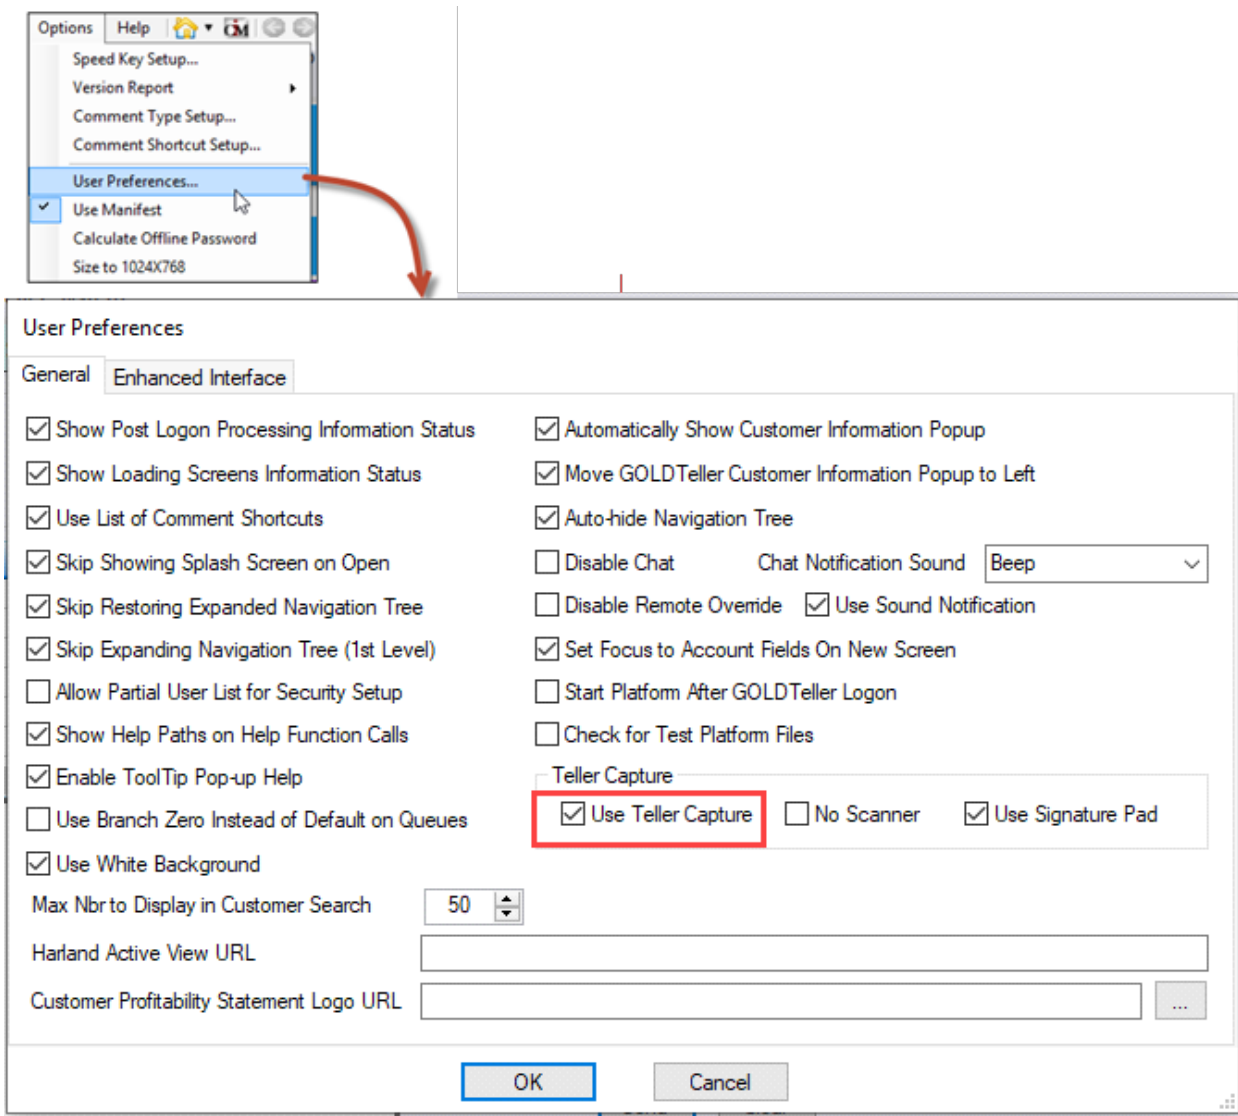 Options Help CIM
Speed Key Setup...
Version Report
Comment Type Setup...
Comment Shortcut Setup...
User Preferences...
Use Manifest
Calculate Offline Password
Size to 1024X768
User Preferences
General Enhanced Interface
Show Post Logon Processing Information Status
Automatically Show Customer Information Popup
Show Loading Screens Information Status
Move GOLDTeller Customer Information Popup to Left
Use List of Comment Shortcuts
Auto-hide Navigation Tree
Skip Showing Splash Screen on Open
Disable Chat Chat Notification Sound Beep
Skip Restoring Expanded Navigation Tree
Disable Remote Override Use Sound Notification
Skip Expanding Navigation Tree (1st Level)
Set Focus to Account Fields On New Screen
Allow Partial User List for Security Setup
Start Platform After GOLDTeller Logon
Show Help Paths on Help Function Calls
Check for Test Platform Files
Enable ToolTip Pop-up Help
Teller Capture
Use Teller Capture No Scanner Use Signature Pad
Use Branch Zero Instead of Default on Queues
Use White Background
Max Nbr to Display in Customer Search 50
Harland Active View URL
Customer Profitability Statement Logo URL ...
OK Cancel